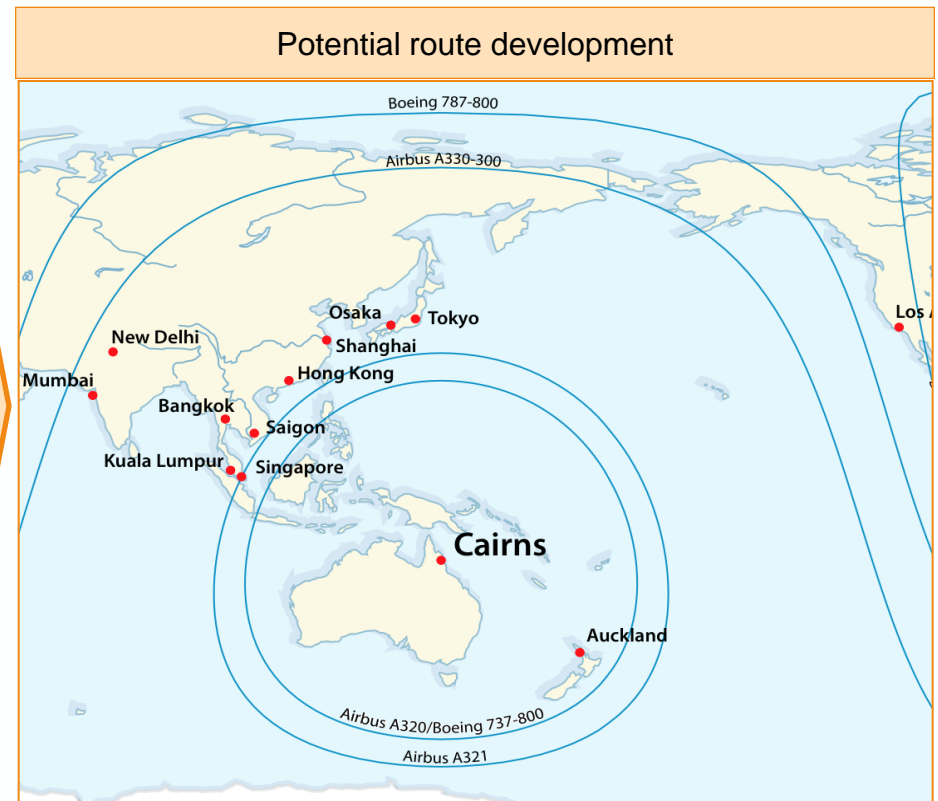 Potential route development
Boeing 787-800
Airbus A330-300
Osaka
Tokyo
Los
New Delhi
Shanghai
Hong Kong
Mumbai
Bangkok
Saigon
Kuala Lumpur
Singapore
Cairns
Auckland
Airbus A320/Boeing 737-800
Airbus A321